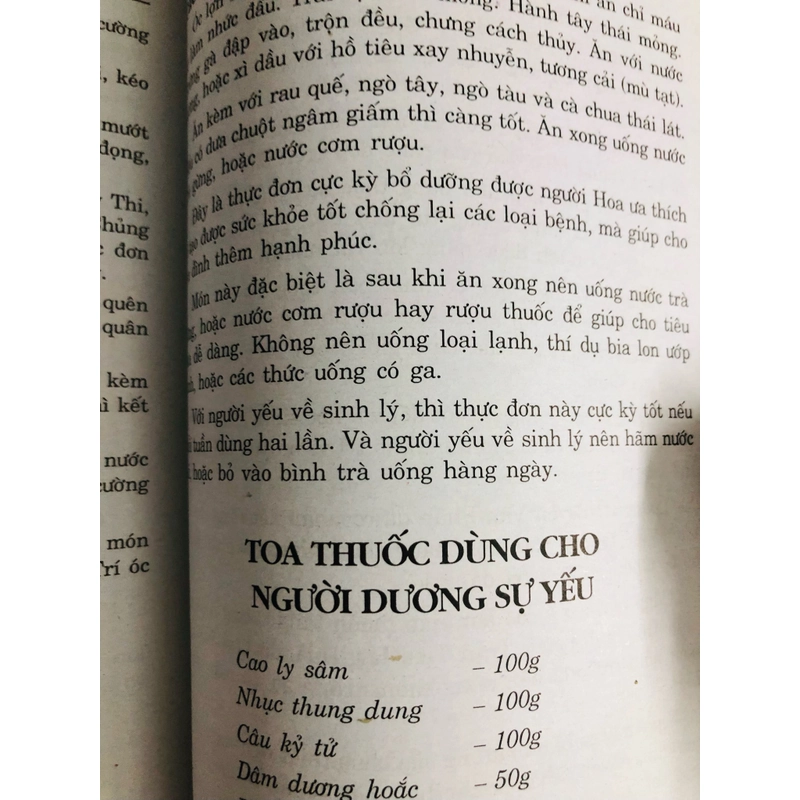 cường
kéo
mướt
đọng,
Thi,
hủng
đơn
quên
quân
kèm
kết
nước
cường
món
Trí óc
ăn chỉ máu
nhức đầu.
Hành tây thái mỏng.
gà đập vào, trộn đều, chưng cách thủy. Ăn với nước
hoặc xì dầu với hồ tiêu xay nhuyễn, tương cải (mù tạt).
Ăn kèm với rau quế, ngò tây, ngò tàu và cà chua thái lát.
có dưa chuột ngâm giấm thì càng tốt. Ăn xong uống nước
gừng, hoặc nước cơm rượu.
Đây là thực đơn cực kỳ bổ dưỡng được người Hoa ưa thích
được sức khỏe tốt chống lại các loại bệnh, mà giúp cho
đình thêm hạnh phúc.
Món này đặc biệt là sau khi ăn xong nên uống nước trà
hoặc nước cơm rượu hay rượu thuốc để giúp cho tiêu
dễ dàng. Không nên uống loại lạnh, thí dụ bia lon ướp
hoặc các thức uống có ga.
Với người yếu về sinh lý, thì thực đơn này cực kỳ tốt nếu
tuần dùng hai lần. Và người yếu về sinh lý nên hãm nước
hoặc bỏ vào bình trà uống hàng ngày.
TOA THUỐC DÙNG CHO
NGƯỜI DƯƠNG SỰ YẾU
Cao ly sâm – 100g
Nhục thung dung – 100g
Câu kỷ tử – 100g
Dâm dương hoắc – 50g